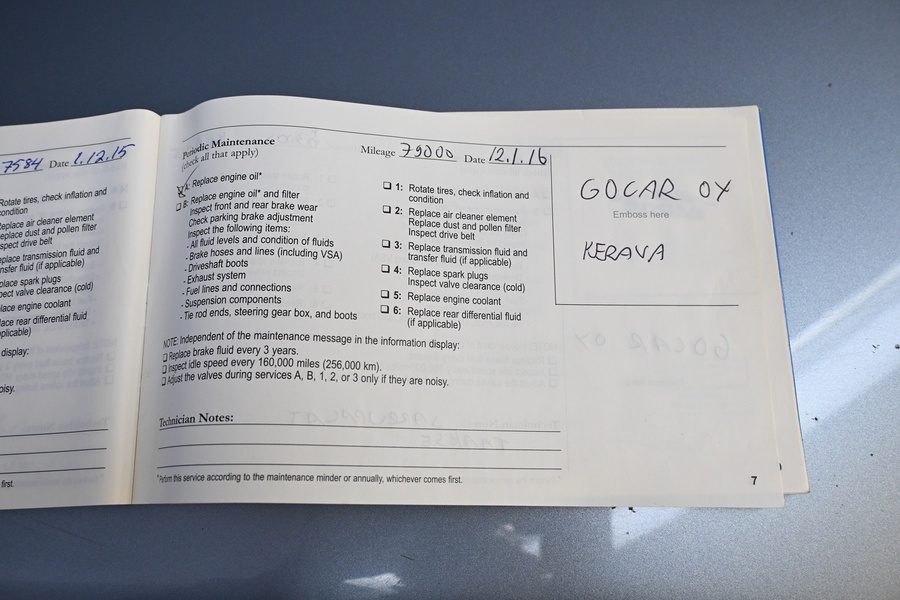 7584 Date 1.12.15
Rotate tires, check inflation and
condition
Replace air cleaner element
Replace dust and pollen filter
Inspect drive belt
Replace transmission fluid and
transfer fluid (if applicable)
Replace spark plugs
Inspect valve clearance (cold)
Replace engine coolant
Replace rear differential fluid
applicable)
display:
noisy.
first.
Periodic Maintenance
(check all that apply)
Mileage 79000 Date 12.1.16
A: Replace engine oil*
❑ B: Replace engine oil* and filter
Inspect front and rear brake wear
Check parking brake adjustment
Inspect the following items:
- All fluid levels and condition of fluids
- Brake hoses and lines (including VSA)
- Driveshaft boots
- Exhaust system
- Fuel lines and connections
- Suspension components
- Tie rod ends, steering gear box, and boots
❑ 1: Rotate tires, check inflation and
condition
❑ 2: Replace air cleaner element
Replace dust and pollen filter
Inspect drive belt
❑ 3: Replace transmission fluid and
transfer fluid (if applicable)
❑ 4: Replace spark plugs
Inspect valve clearance (cold)
❑ 5: Replace engine coolant
❑ 6: Replace rear differential fluid
(if applicable)
GOCAR OY
Emboss here
KERAVA
NOTE: Independent of the maintenance message in the information display:
❑ Replace brake fluid every 3 years.
❑ Inspect idle speed every 160,000 miles (256,000 km).
❑ Adjust the valves during services A, B, 1, 2, or 3 only if they are noisy.
Technician Notes:
*Perform this service according to the maintenance minder or annually, whichever comes first.
7